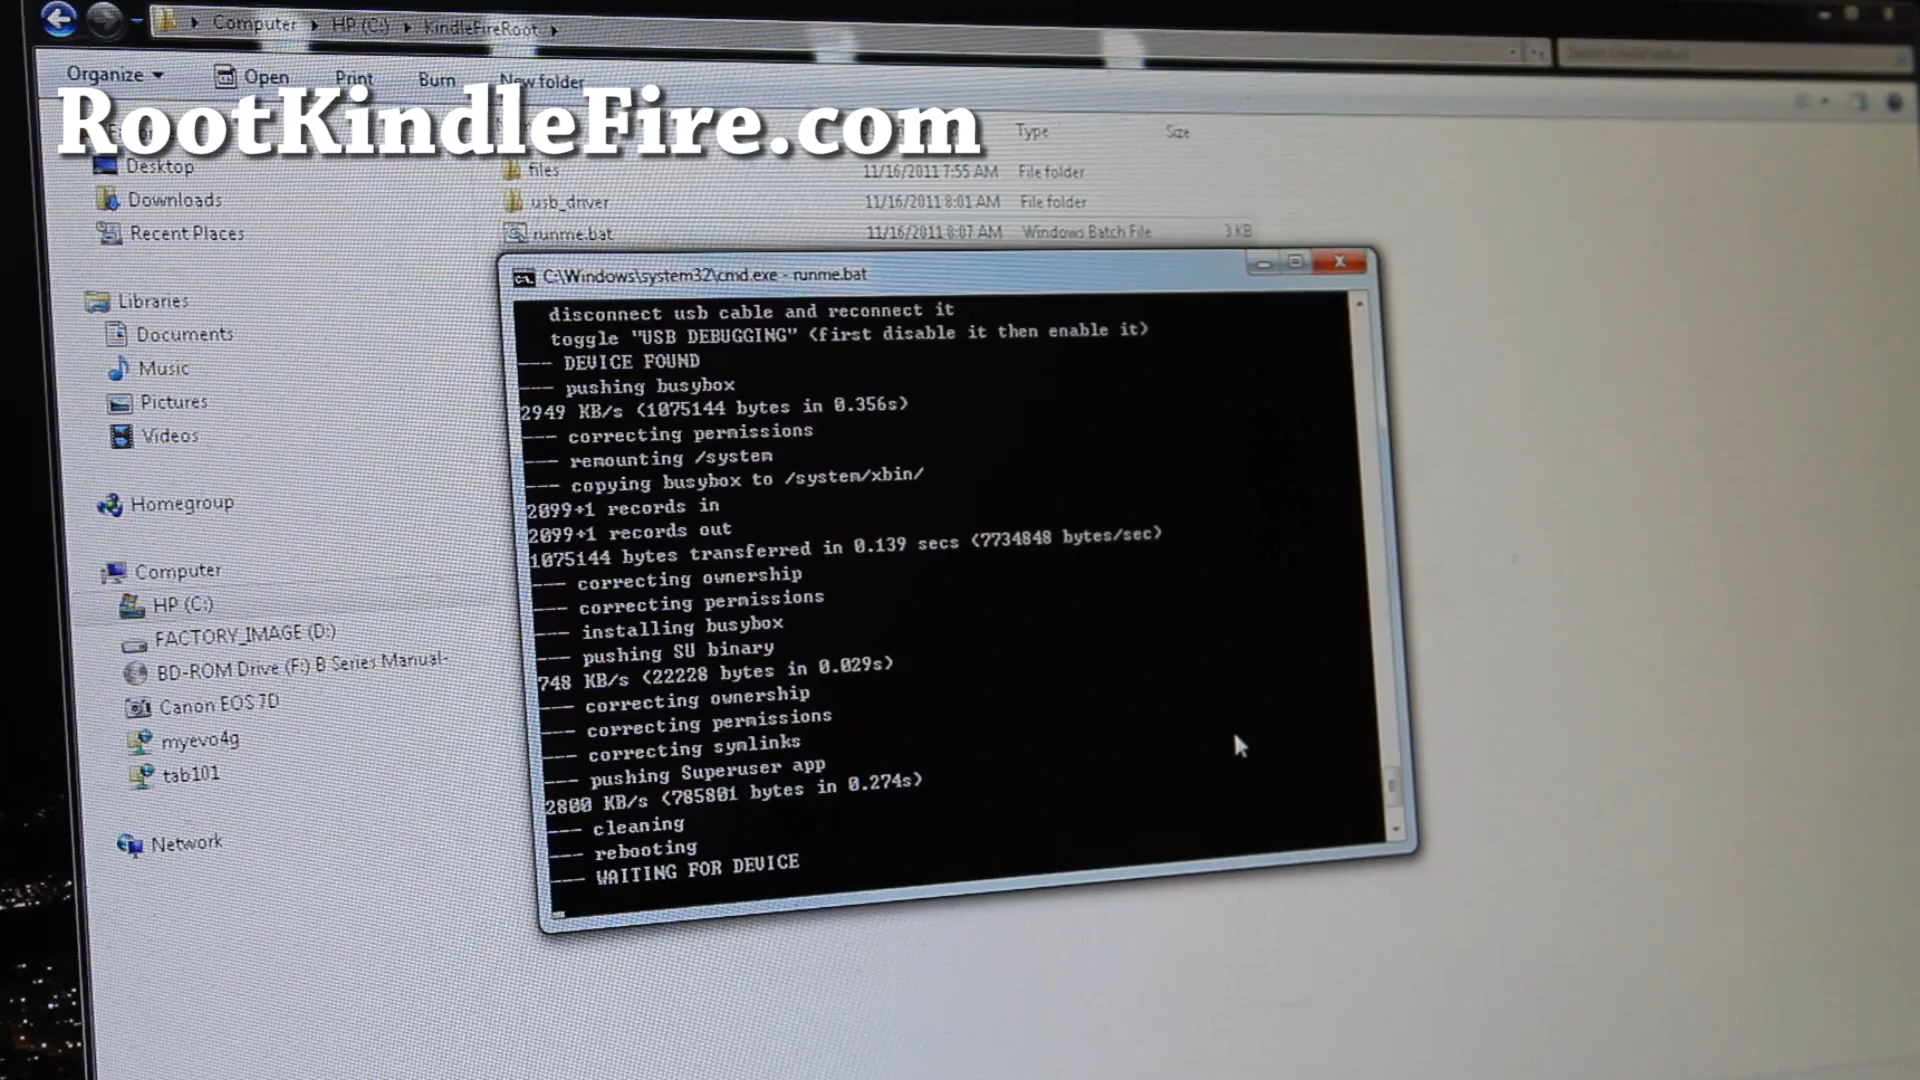 Computer HP (C:) KindleFireRoot
Organize Open Print Burn New folder
RootKindleFire.com
Type Size
Desktop
files 11/16/2011 7:55 AM File folder
Downloads
usb_driver 11/16/2011 8:01 AM File folder
Recent Places
runme.bat 11/16/2011 8:07 AM Windows Batch File 3 KB
Libraries
Documents
Music
Pictures
Videos
Homegroup
Computer
HP (C:)
FACTORY_IMAGE (D:)
BD-ROM Drive (F:) B Series Manual-
Canon EOS 7D
myevo4g
tab101
Network
C:\Windows\system32\cmd.exe - runme.bat
disconnect usb cable and reconnect it
toggle "USB DEBUGGING" (first disable it then enable it)
--- DEVICE FOUND
--- pushing busybox
2949 KB/s (1075144 bytes in 0.356s)
--- correcting permissions
--- remounting /system
--- copying busybox to /system/xbin/
2099+1 records in
2099+1 records out
1075144 bytes transferred in 0.139 secs (7734848 bytes/sec)
--- correcting ownership
--- correcting permissions
--- installing busybox
--- pushing SU binary
748 KB/s (22228 bytes in 0.029s)
--- correcting ownership
--- correcting permissions
--- correcting symlinks
--- pushing Superuser app
2800 KB/s (785801 bytes in 0.274s)
--- cleaning
--- rebooting
--- WAITING FOR DEVICE